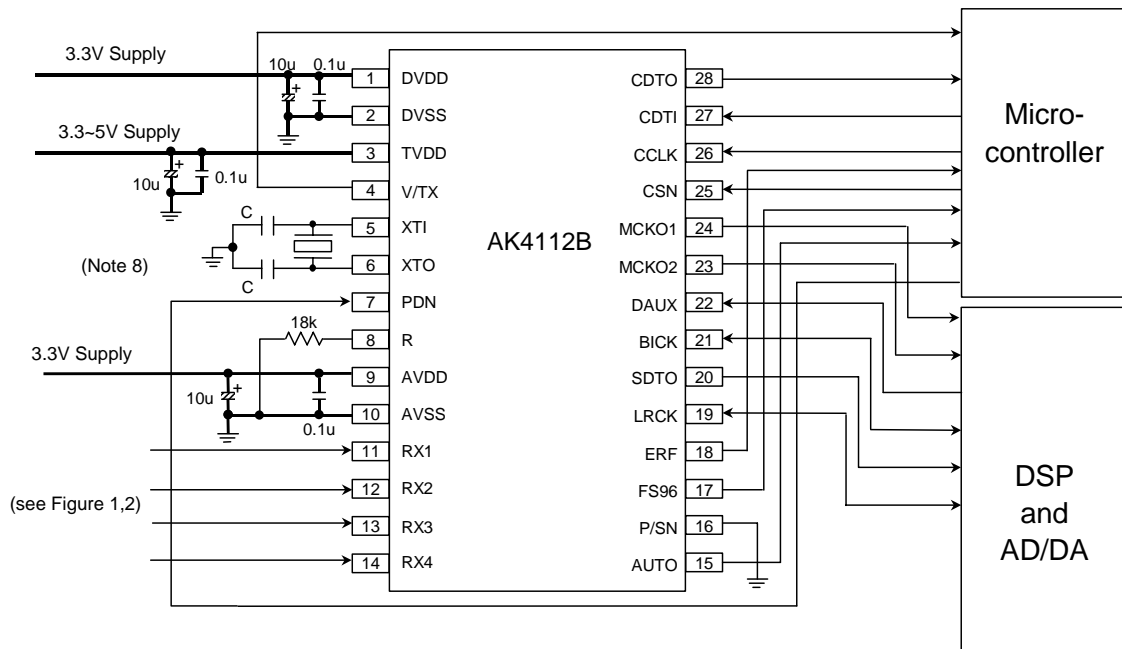 3.3V Supply
10u
+
0.1u
1
DVDD
2
DVSS
3.3~5V Supply
10u
+
0.1u
3
TVDD
4
V/TX
C
5
XTI
(Note 8)
C
6
XTO
7
PDN
18k
8
R
3.3V Supply
10u
+
0.1u
9
AVDD
10
AVSS
11
RX1
12
RX2
(see Figure 1,2)
13
RX3
14
RX4
AK4112B
CDTO
28
CDTI
27
CCLK
26
CSN
25
MCKO1
24
MCKO2
23
DAUX
22
BICK
21
SDTO
20
LRCK
19
ERF
18
FS96
17
P/SN
16
AUTO
15
Micro-
controller
DSP
and
AD/DA